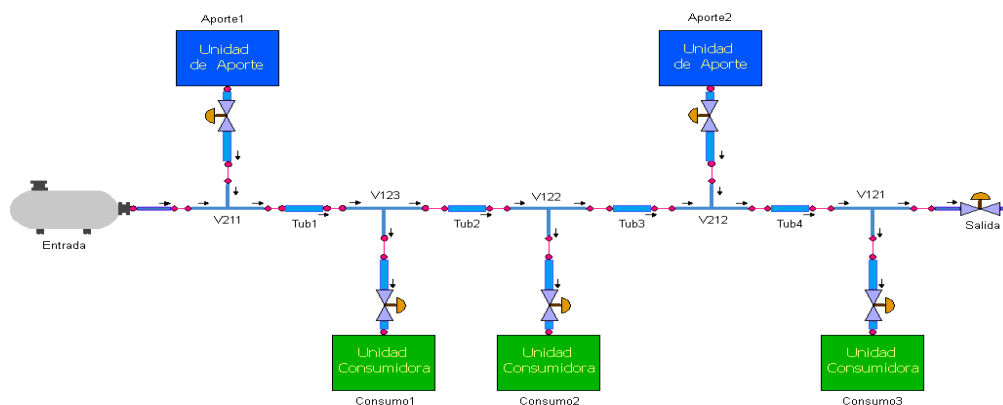 Aporte1
Aporte2
Unidad
de Aporte
Unidad
de Aporte
V211
V123
V122
V212
V121
Entrada
Tub1
Tub2
Tub3
Tub4
Salida
Unidad
Consumidora
Unidad
Consumidora
Unidad
Consumidora
Consumo1
Consumo2
Consumo3